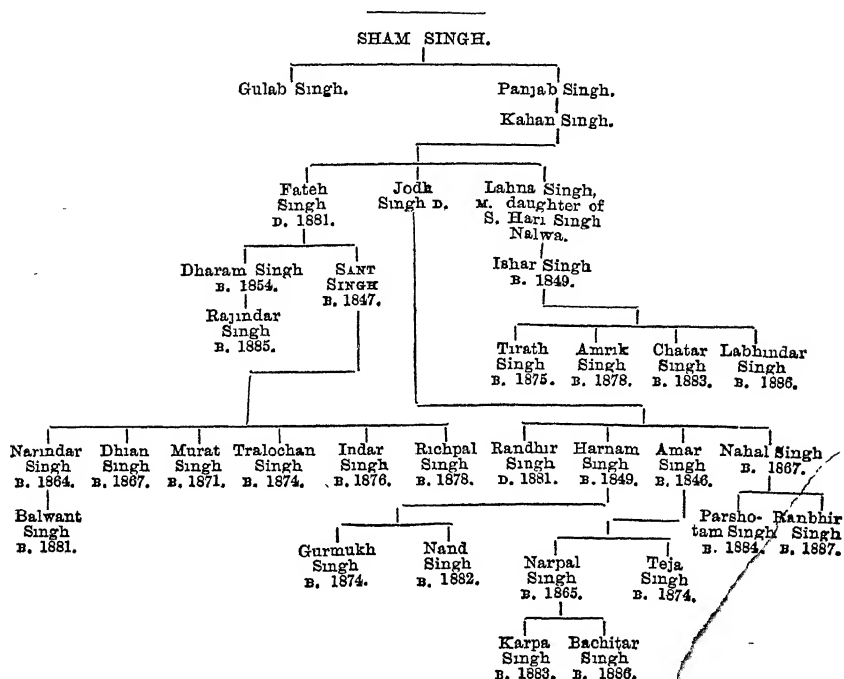 SHAM SINGH.
Gulab Singh.
Panjab Singh.
Kahan Singh.
Fateh
Singh
D. 1881.
Jodh
Singh D.
Lahna Singh,
M. daughter of
S. Hari Singh
Nalwa.
Dharam Singh
B. 1854.
SANT
SINGH
B. 1847.
Ishar Singh
B. 1849.
Rajindar
Singh
B. 1885.
Tirath
Singh
B. 1875.
Amrik
Singh
B. 1878.
Chatar
Singh
B. 1883.
Labhindar
Singh
B. 1886.
Narindar
Singh
B. 1864.
Dhian
Singh
B. 1867.
Murat
Singh
B. 1871.
Tralochan
Singh
B. 1874.
Indar
Singh
B. 1876.
Richpal
Singh
B. 1878.
Randhir
Singh
D. 1881.
Harnam
Singh
B. 1849.
Amar
Singh
B. 1846.
Nahal Singh
B. 1867.
Balwant
Singh
B. 1881.
Gurmukh
Singh
B. 1874.
Nand
Singh
B. 1882.
Narpal
Singh
B. 1865.
Teja
Singh
B. 1874.
Parsho-
tam Singh
B. 1884.
Ranbhir
Singh
B. 1887.
Karpa
Singh
B. 1883.
Bachitar
Singh
B. 1886.